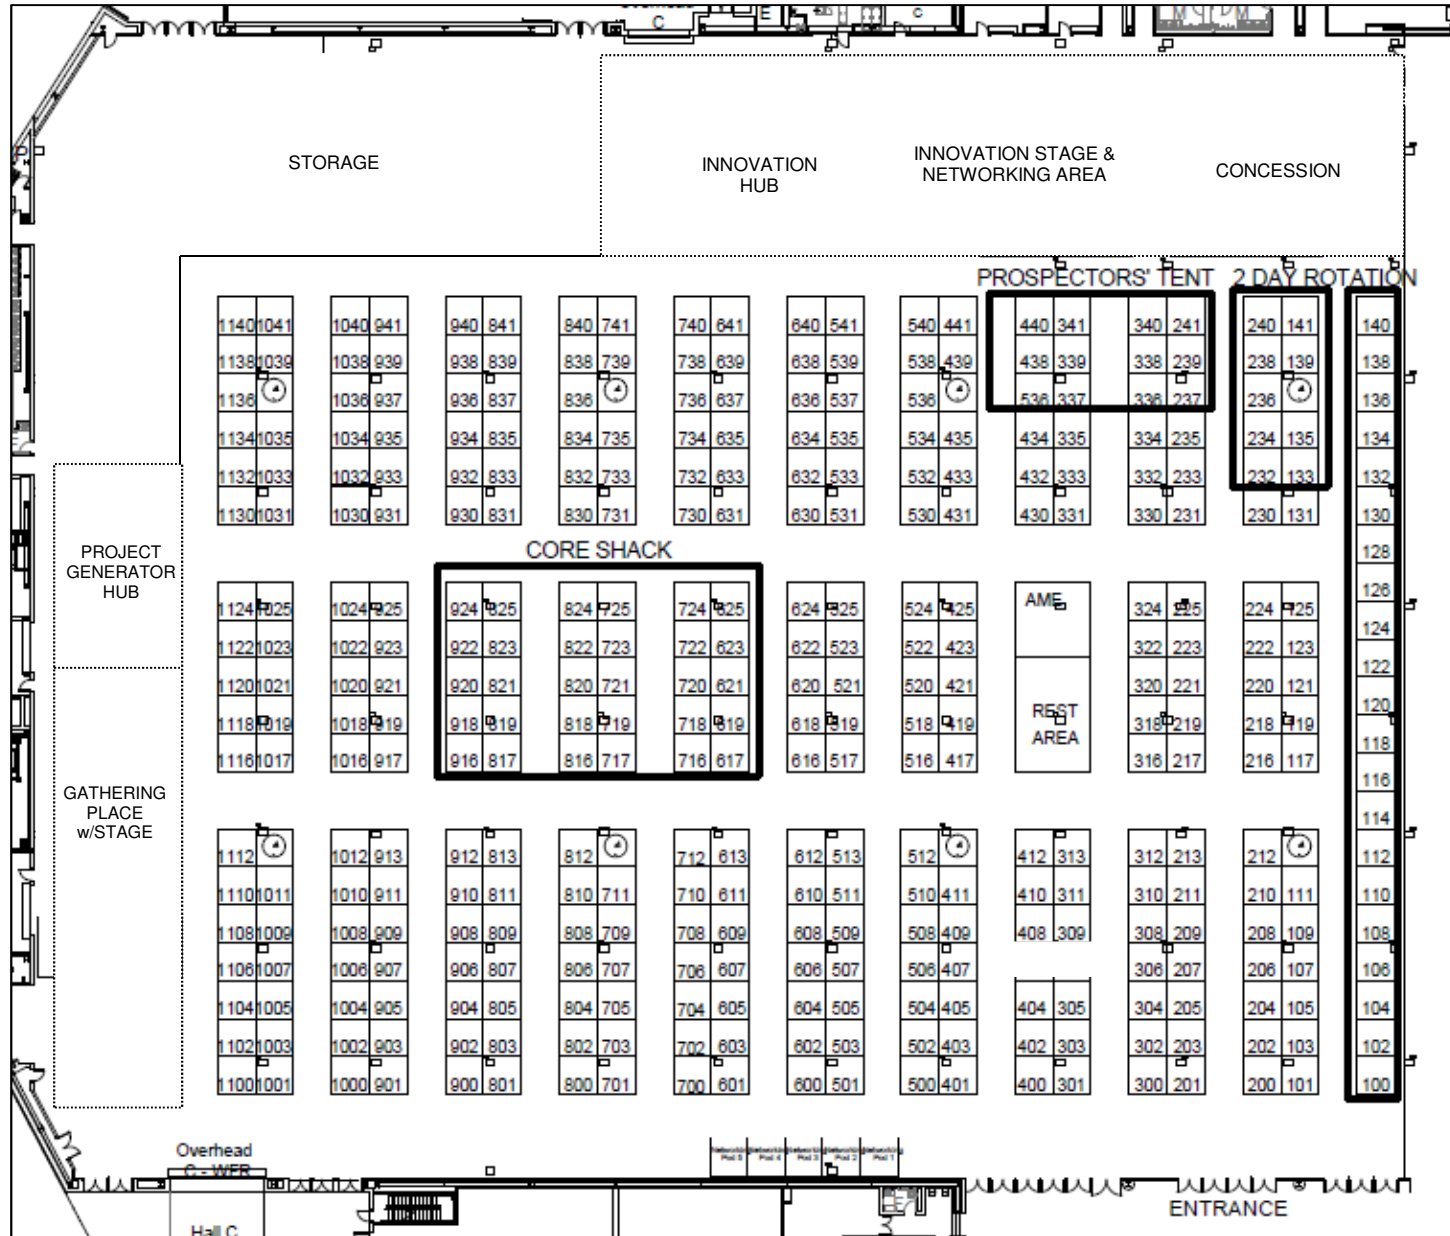 C
E
C
M M
STORAGE
INNOVATION
HUB
INNOVATION STAGE &
NETWORKING AREA
CONCESSION
PROSPECTORS' TENT 2 DAY ROTATION
1140 1041 1040 941 940 841 840 741 740 641 640 541 540 441 440 341 340 241 240 141 140
1138 1039 1038 939 938 839 838 739 738 639 638 539 538 439 438 339 338 239 238 139 138
1136 1036 937 936 837 836 736 637 636 537 536 536 337 336 237 236 136
1134 1035 1034 935 934 835 834 735 734 635 634 535 534 435 434 335 334 235 234 135 134
1132 1033 1032 933 932 833 832 733 732 633 632 533 532 433 432 333 332 233 232 133 132
1130 1031 1030 931 930 831 830 731 730 631 630 531 530 431 430 331 330 231 230 131 130
CORE SHACK
PROJECT
GENERATOR
HUB
128
126
1124 1025 1024 925 924 825 824 725 724 625 624 525 524 425 AME 324 225 224 125
124
1122 1023 1022 923 922 823 822 723 722 623 622 523 522 423 322 223 222 123
122
1120 1021 1020 921 920 821 820 721 720 621 620 521 520 421 320 221 220 121
120
1118 1019 1018 919 918 819 818 719 718 619 618 519 518 419 REST
AREA 318 219 218 119
118
1116 1017 1016 917 916 817 816 717 716 617 616 517 516 417 316 217 216 117
116
GATHERING
PLACE
w/STAGE
114
1112 1012 913 912 813 812 712 613 612 513 512 412 313 312 213 212 112
1110 1011 1010 911 910 811 810 711 710 611 610 511 510 411 410 311 310 211 210 111 110
1108 1009 1008 909 908 809 808 709 708 609 608 509 508 409 408 309 308 209 208 109 108
1106 1007 1006 907 906 807 806 707 706 607 606 507 506 407 306 207 206 107 106
1104 1005 1004 905 904 805 804 705 704 605 604 505 504 405 404 305 304 205 204 105 104
1102 1003 1002 903 902 803 802 703 702 603 602 503 502 403 402 303 302 203 202 103 102
1100 1001 1000 901 900 801 800 701 700 601 600 501 500 401 400 301 300 201 200 101 100
Overhead
C - WFR
Networking Networking Networking Networking Networking
Pod 5 Pod 4 Pod 3 Pod 2 Pod 1
E
ENTRANCE
Hall C